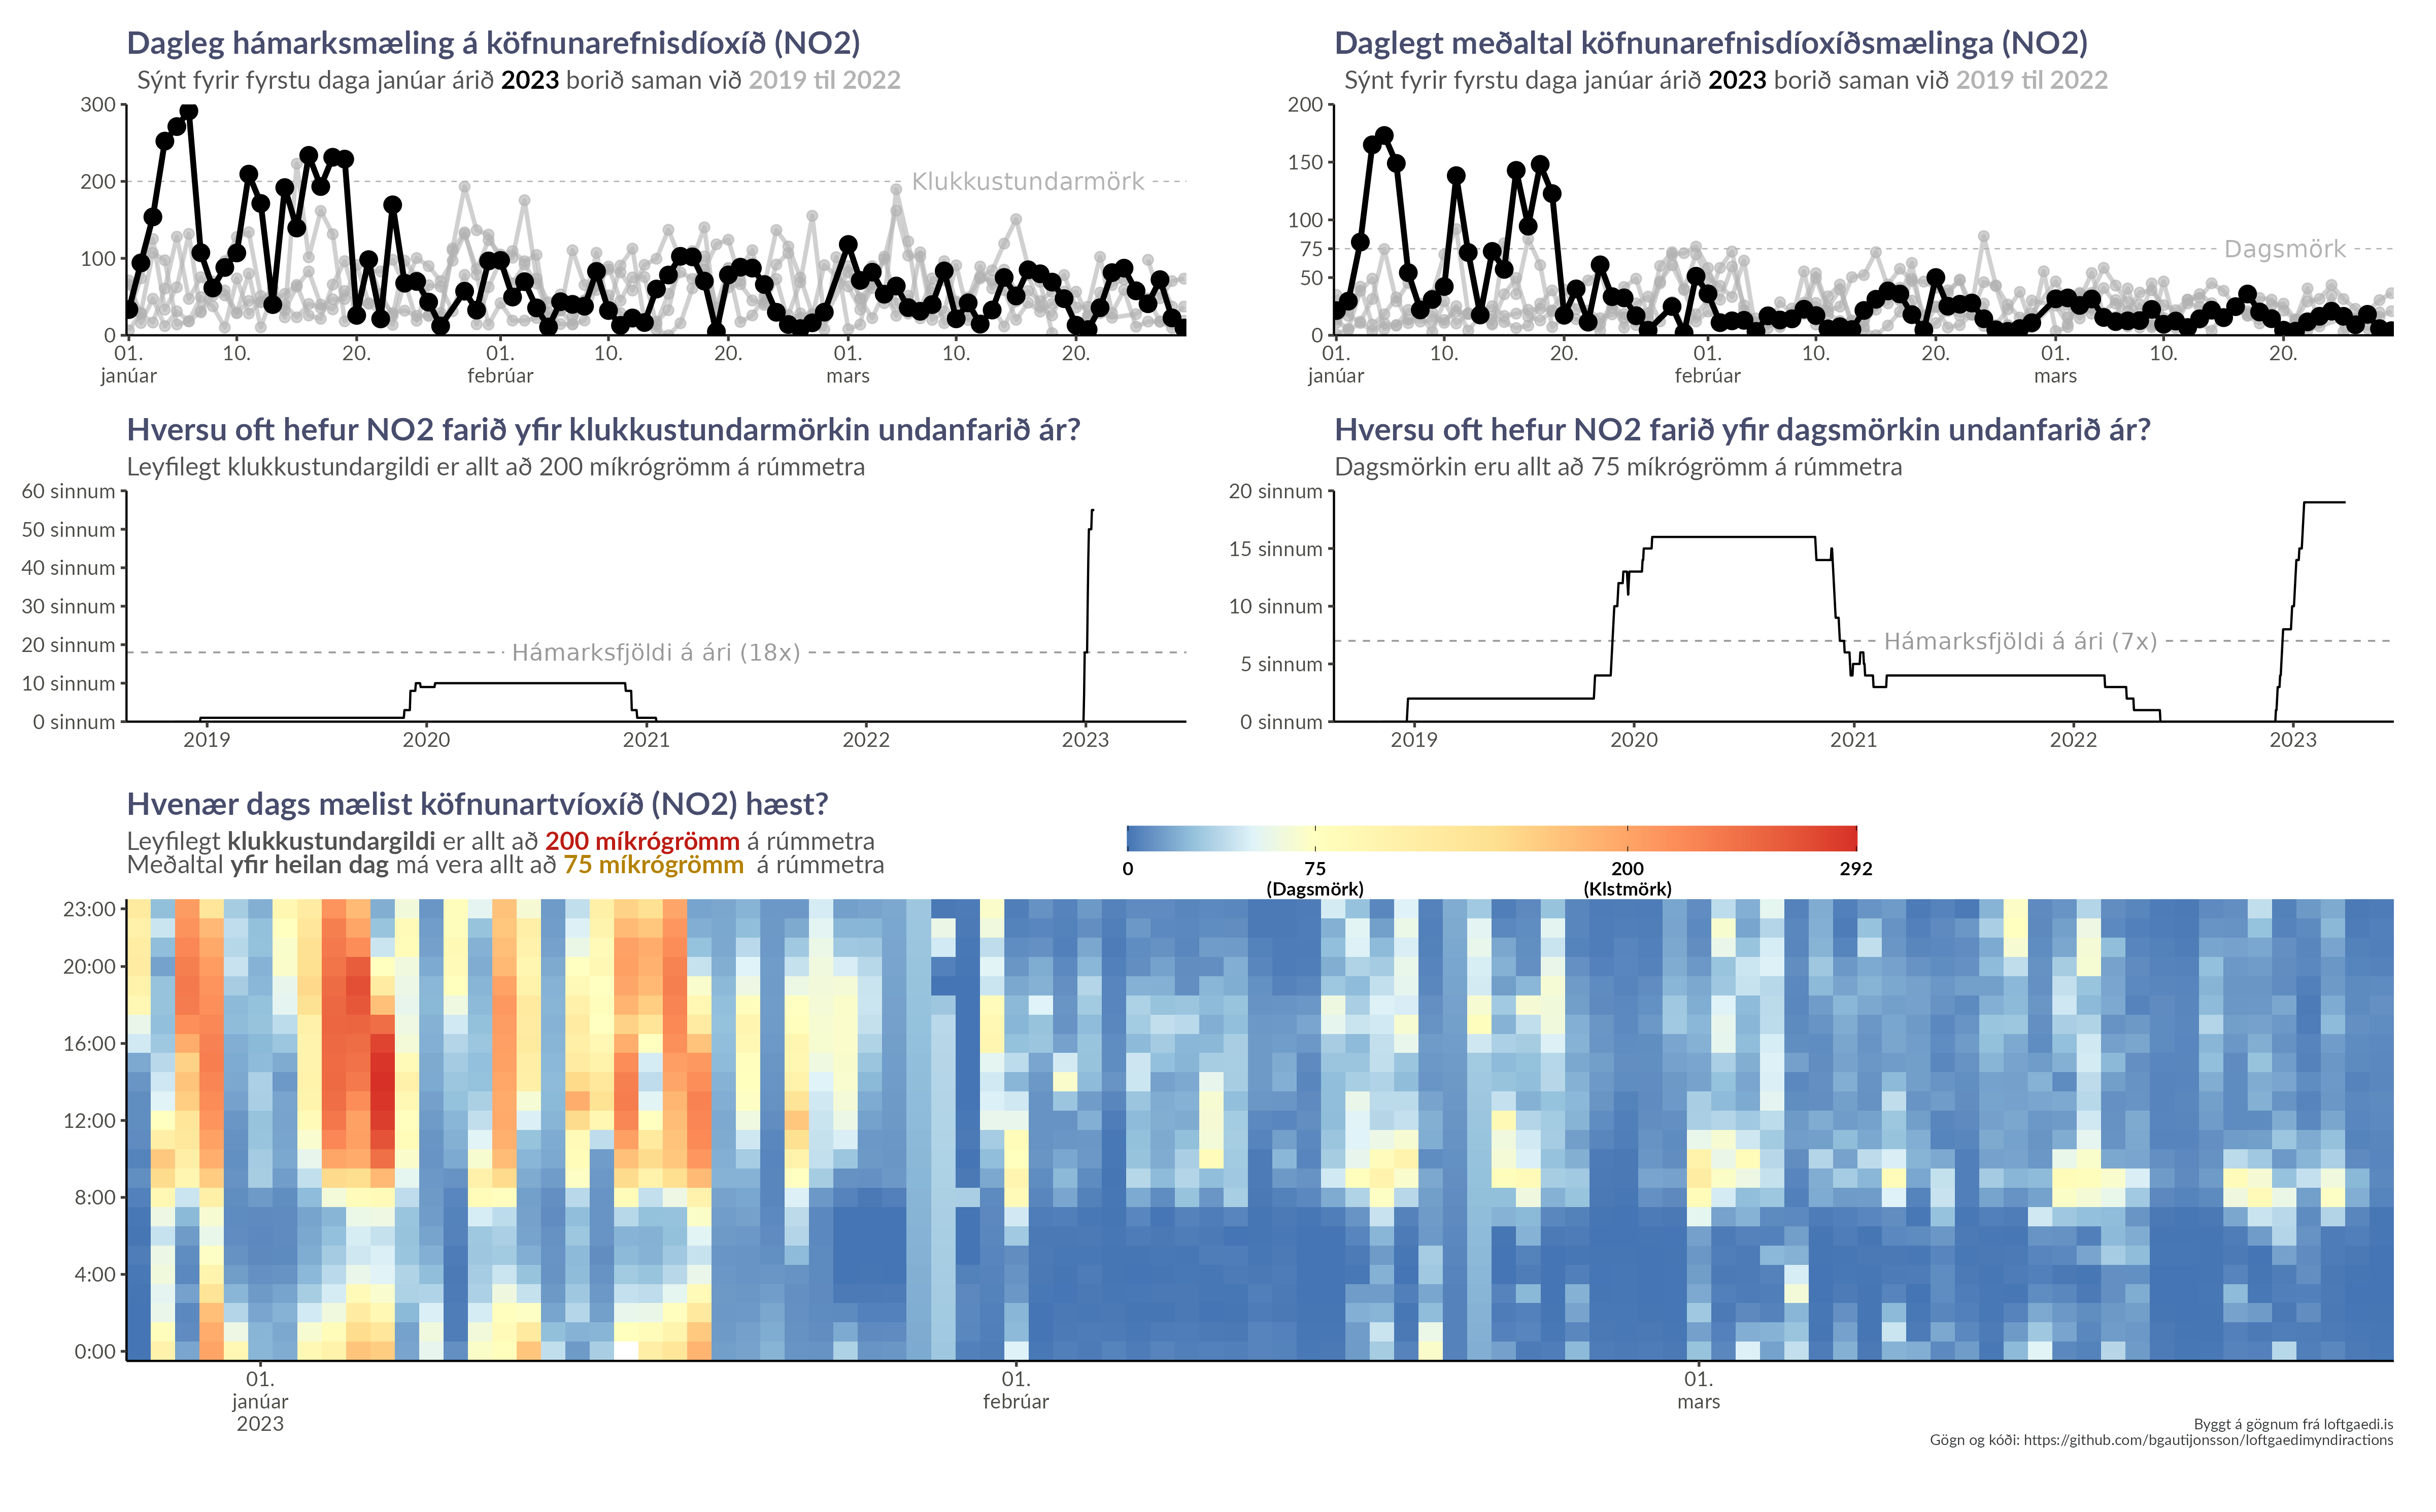 Dagleg hámarksmæling á köfnunarefnisdíoxíð (NO2)
Sýnt fyrir fyrstu daga janúar árið 2023 borið saman við 2019 til 2022
300
200
100
0
Klukkustundarmörk
01. 10. 20. 01. 10. 20. 01. 10. 20.
janúar febrúar mars
Daglegt meðaltal köfnunarefnisdíoxíðsmælinga (NO2)
Sýnt fyrir fyrstu daga janúar árið 2023 borið saman við 2019 til 2022
200
150
100
75
50
0
Dagsmörk
01. 10. 20. 01. 10. 20. 01. 10. 20.
janúar febrúar mars
Hversu oft hefur NO2 farið yfir klukkustundarmörkin undanfarið ár?
Leyfilegt klukkustundargildi er allt að 200 míkrógrömm á rúmmetra
60 sinnum
50 sinnum
40 sinnum
30 sinnum
20 sinnum
10 sinnum
0 sinnum
Hámarksfjöldi á ári (18x)
2019 2020 2021 2022 2023
Hversu oft hefur NO2 farið yfir dagsmörkin undanfarið ár?
Dagsmörkin eru allt að 75 míkrógrömm á rúmmetra
20 sinnum
15 sinnum
10 sinnum
5 sinnum
0 sinnum
Hámarksfjöldi á ári (7x)
2019 2020 2021 2022 2023
Hvenær dags mælist köfnunartvíoxíð (NO2) hæst?
Leyfilegt klukkustundargildi er allt að 200 míkrógrömm á rúmmetra
Meðaltal yfir heilan dag má vera allt að 75 míkrógrömm á rúmmetra
0 75 200 292
(Dagsmörk) (Klstmörk)
23:00
20:00
16:00
12:00
8:00
4:00
0:00
01. 01. 01.
janúar febrúar mars
2023
Byggt á gögnum frá loftgaedi.is
Gögn og kóði: https://github.com/bgautijonsson/loftgaedimyndiractions